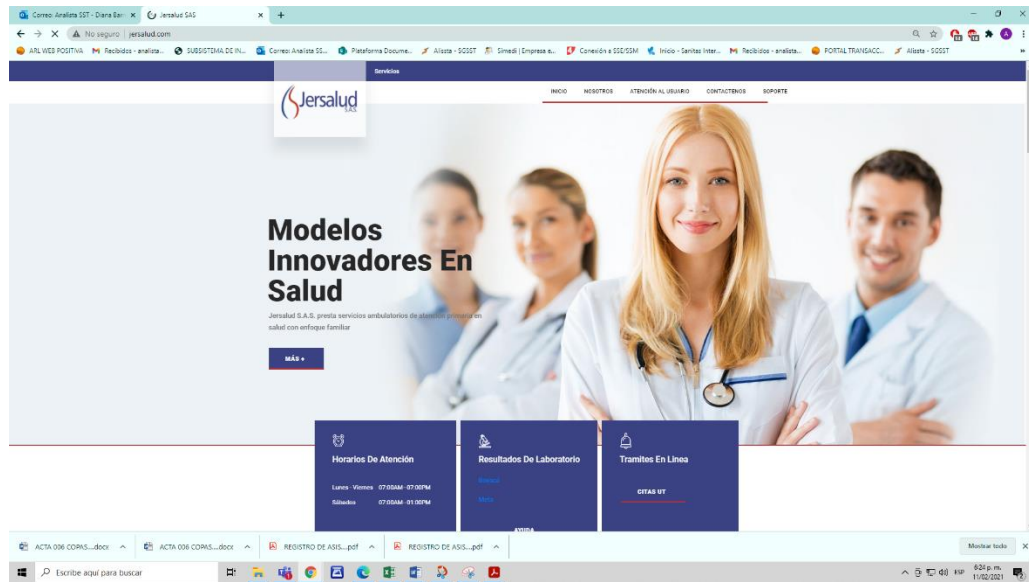 Correo: Analista SST - Diana
Jersalud SAS
No seguro | jersalud.com
ARL WEB POSITIVA
Recibidos - analista...
SUBSISTEMA DE IN...
Correo: Analista SS...
Plataforma Docume...
Alissta - SGSST
Simadi | Empresa e...
Conexión a SSE/SSM
Inicio - Sanitas Inter...
Recibidos - analista...
PORTAL TRANSACC...
Alissta - SGSST
Servicios
Jersalud
SAS
INICIO NOSOTROS ATENCIÓN AL USUARIO CONTACTENOS SOPORTE
Modelos
Innovadores En
Salud
Jersalud S.A.S. presta servicios ambulatorios de atención primaria en
salud con enfoque familiar
MÁS +
Horarios De Atención
Lunes - Viernes 07:00AM - 07:00PM
Sábados 07:00AM - 01:00PM
Resultados De Laboratorio
Boyacá
Meta
AYUDA
Tramites En Linea
CITAS UT
ACTA 006 COPAS....docx
ACTA 006 COPAS....docx
REGISTRO DE ASIS....pdf
REGISTRO DE ASIS....pdf
Mostrar todo
Escribe aquí para buscar
ESP
6:24 p. m.
11/02/2021